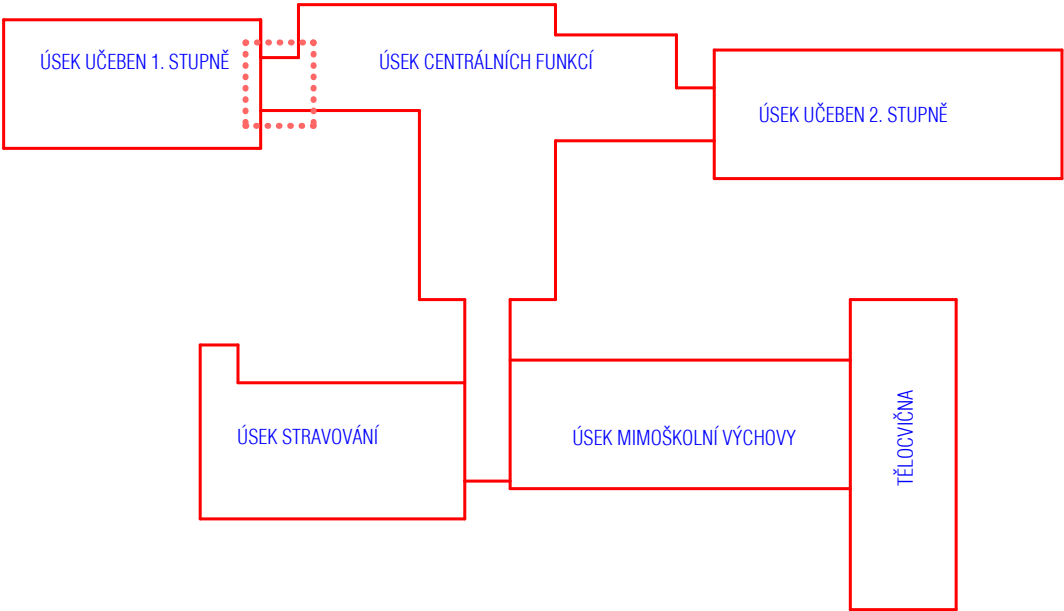 ÚSEK UČEBEN 1. STUPNĚ
ÚSEK CENTRÁLNÍCH FUNKCÍ
ÚSEK UČEBEN 2. STUPNĚ
ÚSEK STRAVOVÁNÍ
ÚSEK MIMOŠKOLNÍ VÝCHOVY
TĚLOCVIČNA